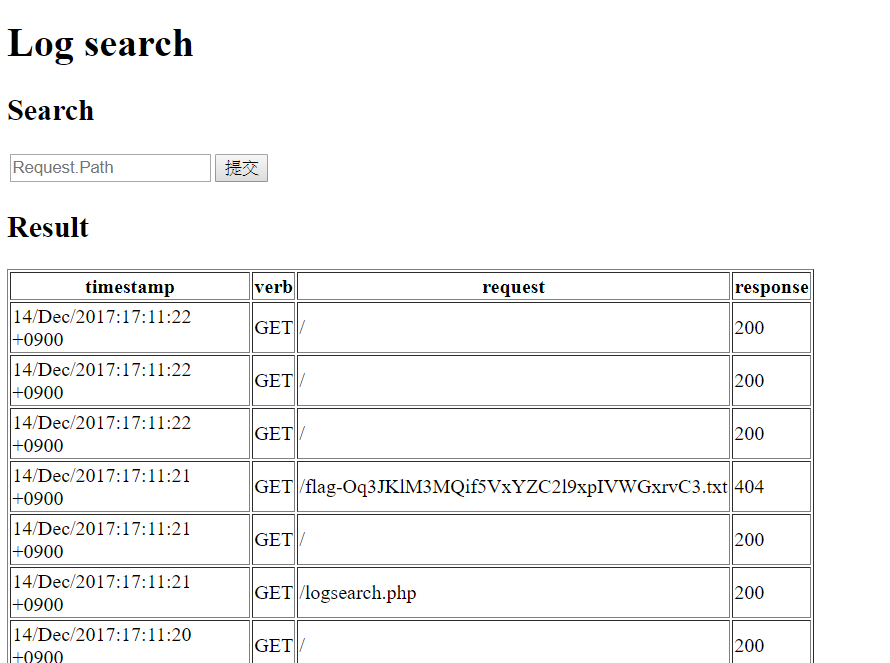 Log search
Search
Request.Path 提交
Result
timestamp verb request response
14/Dec/2017:17:11:22
+0900 GET / 200
14/Dec/2017:17:11:22
+0900 GET / 200
14/Dec/2017:17:11:22
+0900 GET / 200
14/Dec/2017:17:11:21
+0900 GET /flag-Oq3JKlM3MQif5VxYZC2l9xpIVWGxrvC3.txt 404
14/Dec/2017:17:11:21
+0900 GET / 200
14/Dec/2017:17:11:21
+0900 GET /logsearch.php 200
14/Dec/2017:17:11:20
+0900 GET / 200